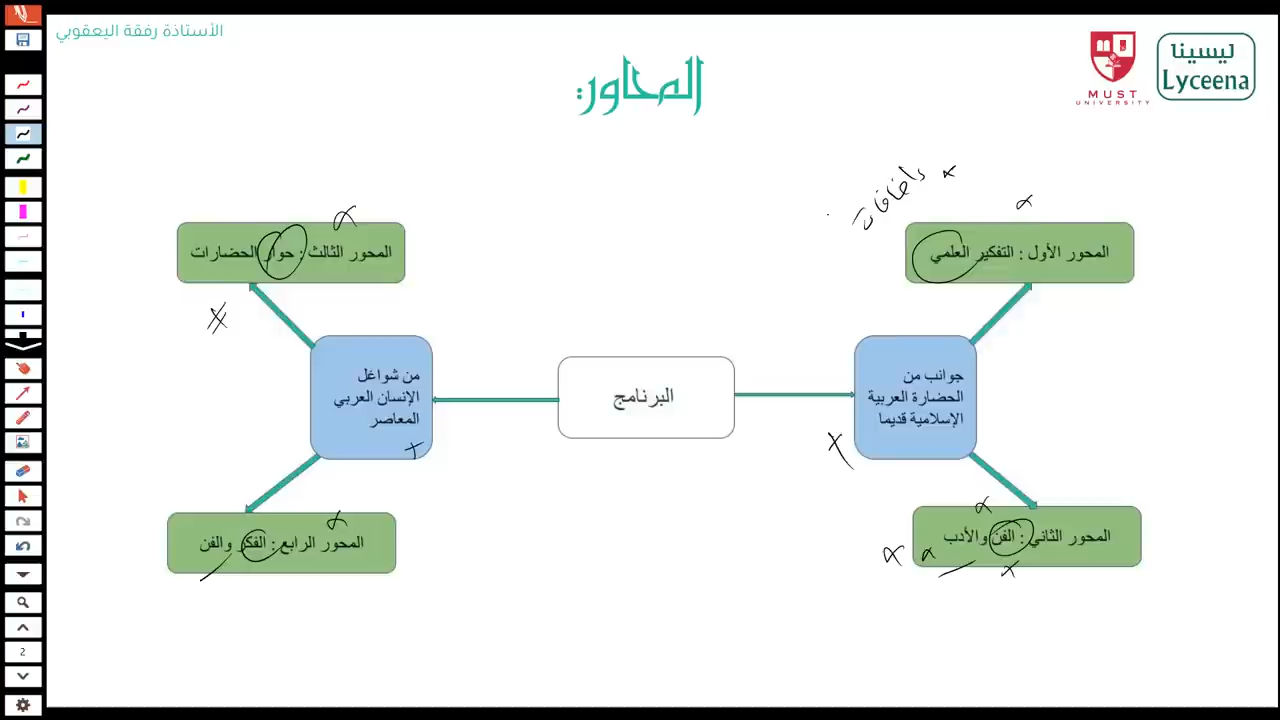 الأستاذة رفقة اليعقوبي
ليسينا
Lyceena
MUST
UNIVERSITY
المحاور:
المحور الأول : التفكير العلمي
المحور الثالث : حوار الحضارات
جوانب من
الحضارة العربية
الإسلامية قديما
البرنامج
من شواغل
الإنسان العربي
المعاصر
المحور الثاني : الفن والأدب
المحور الرابع : الفكر والفن
2